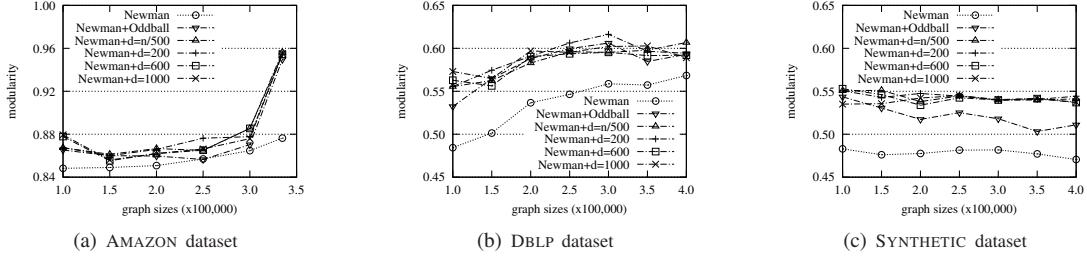 1.00
0.96
0.92
0.88
0.84
modularity
Newman
Newman+Oddball
Newman+d=n/500
Newman+d=200
Newman+d=600
Newman+d=1000
1.0 1.5 2.0 2.5 3.0 3.5
graph sizes (x100,000)
(a) AMAZON dataset
0.65
0.60
0.55
0.50
0.45
modularity
Newman
Newman+Oddball
Newman+d=n/500
Newman+d=200
Newman+d=600
Newman+d=1000
1.0 1.5 2.0 2.5 3.0 3.5 4.0
graph sizes (x100,000)
(b) DBLP dataset
0.65
0.60
0.55
0.50
0.45
modularity
Newman
Newman+Oddball
Newman+d=n/500
Newman+d=200
Newman+d=600
Newman+d=1000
1.0 1.5 2.0 2.5 3.0 3.5 4.0
graph sizes (x100,000)
(c) SYNTHETIC dataset